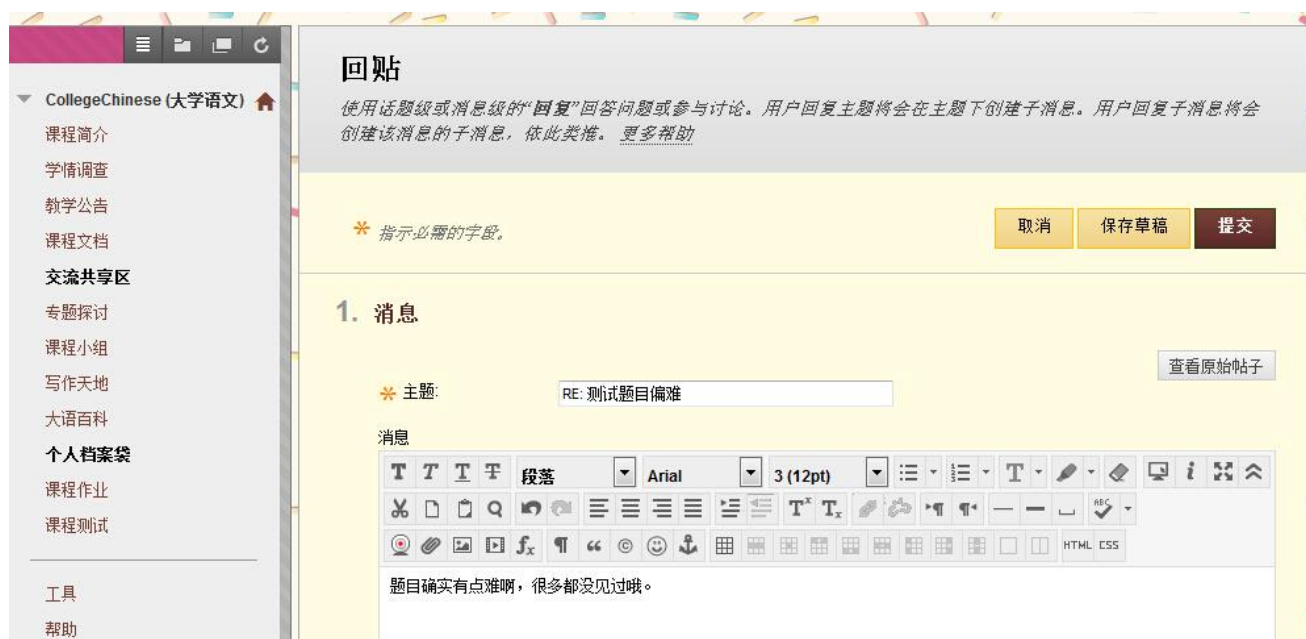 CollegeChinese (大学语文)
课程简介
学情调查
教学公告
课程文档
交流共享区
专题探讨
课程小组
写作天地
大语百科
个人档案袋
课程作业
课程测试
工具
帮助
回贴
使用话题级或消息级的“回复”回答问题或参与讨论。用户回复主题将会在主题下创建子消息。用户回复子消息将会
创建该消息的子消息，依此类推。 更多帮助
指示必需的字段。
取消 保存草稿 提交
1. 消息
查看原始帖子
主题: RE: 测试题目偏难
消息
T T T T 段落 Arial 3 (12pt) T i
Tx Tx ¶ ¶ ABC
fx ¶ “ © HTML CSS
题目确实有点难啊，很多都没见过哦。